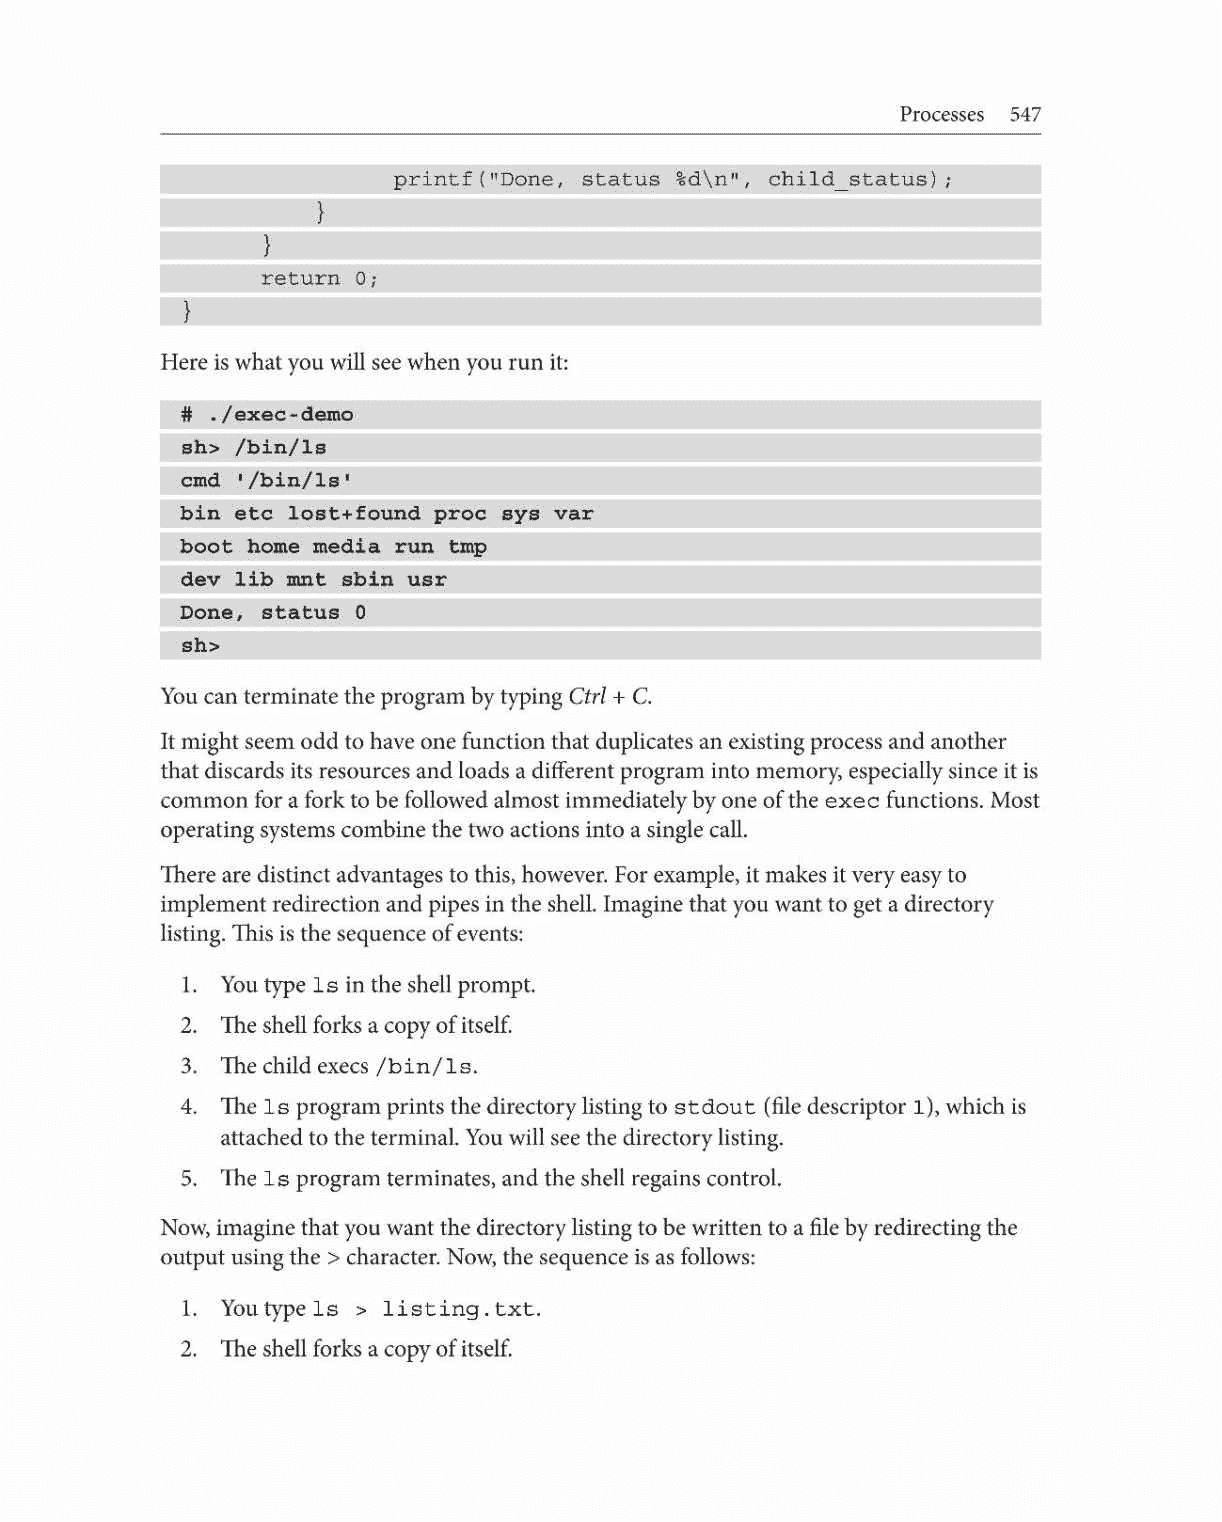 Processes 547
printf("Done, status %d\n", child_status);
}
}
return 0;
}
Here is what you will see when you run it:
# ./exec-demo
sh> /bin/ls
cmd '/bin/ls'
bin etc lost+found proc sys var
boot home media run tmp
dev lib mnt sbin usr
Done, status 0
sh>
You can terminate the program by typing Ctrl + C.
It might seem odd to have one function that duplicates an existing process and another
that discards its resources and loads a different program into memory, especially since it is
common for a fork to be followed almost immediately by one of the exec functions. Most
operating systems combine the two actions into a single call.
There are distinct advantages to this, however. For example, it makes it very easy to
implement redirection and pipes in the shell. Imagine that you want to get a directory
listing. This is the sequence of events:
1. You type ls in the shell prompt.
2. The shell forks a copy of itself.
3. The child execs /bin/ls.
4. The ls program prints the directory listing to stdout (file descriptor 1), which is
attached to the terminal. You will see the directory listing.
5. The ls program terminates, and the shell regains control.
Now, imagine that you want the directory listing to be written to a file by redirecting the
output using the > character. Now, the sequence is as follows:
1. You type ls > listing.txt.
2. The shell forks a copy of itself.